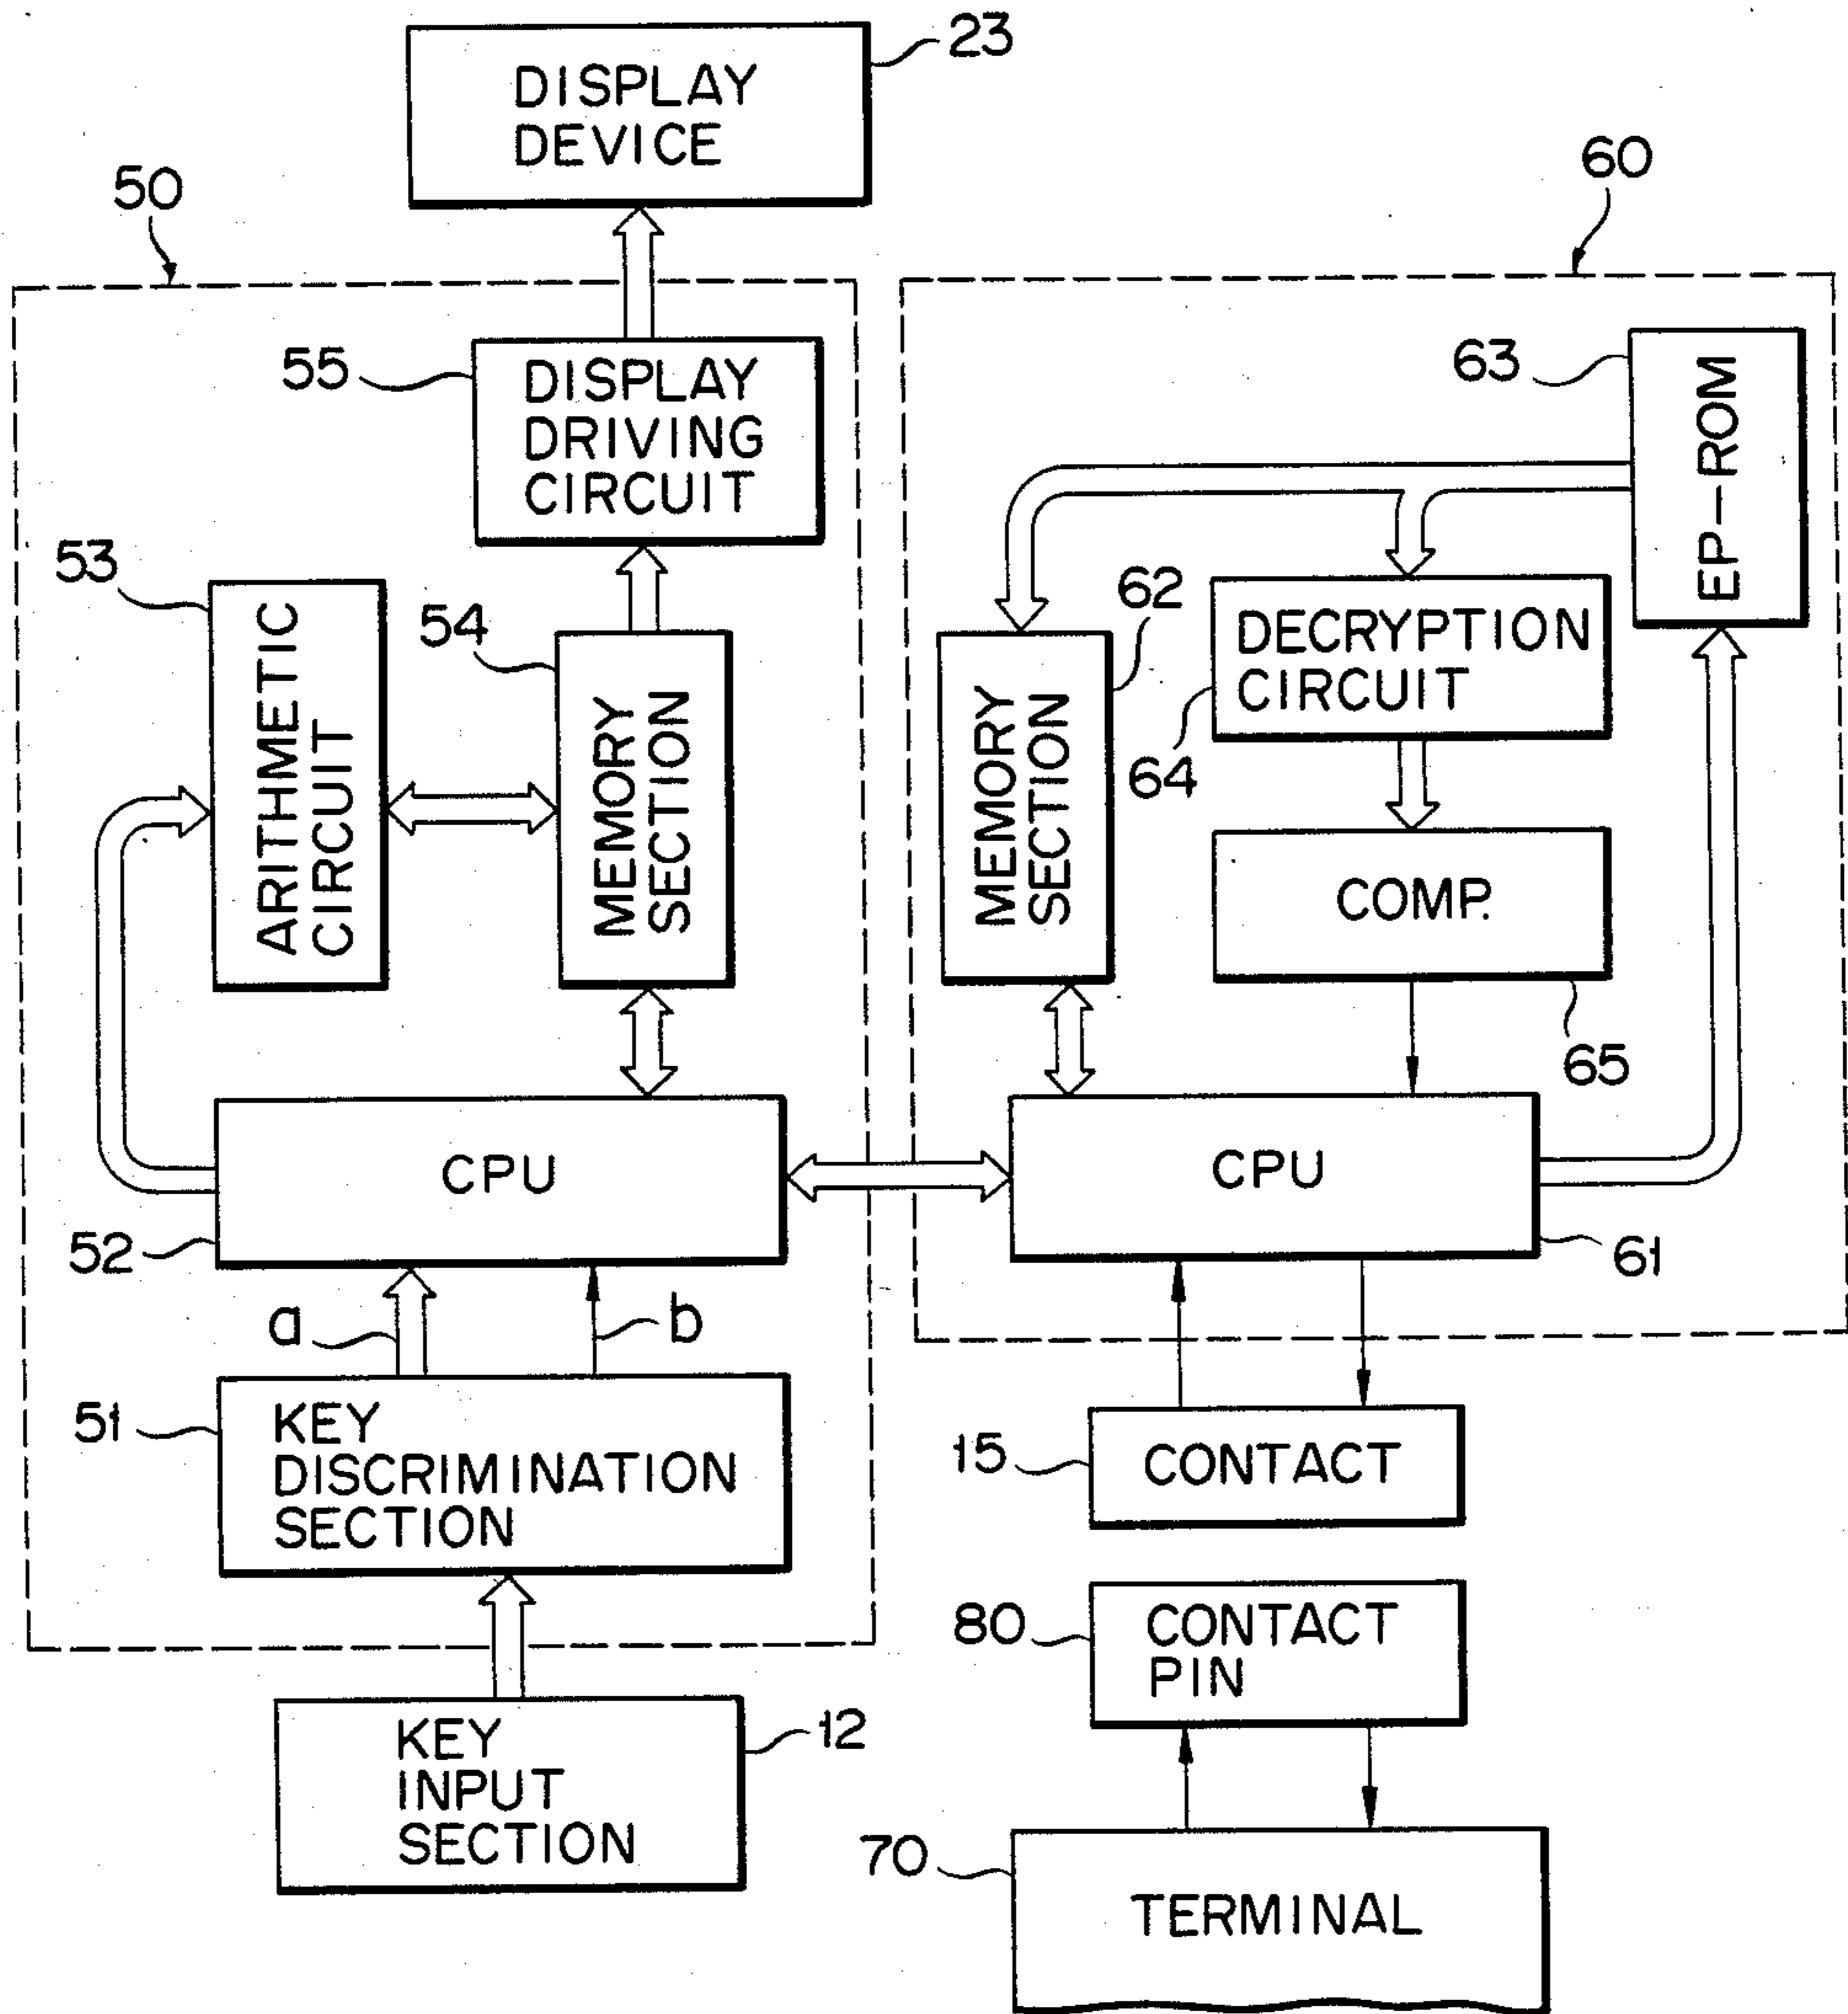 DISPLAY
DEVICE
23
50
60
55
DISPLAY
DRIVING
CIRCUIT
63
EP-ROM
53
ARITHMETIC
CIRCUIT
54
MEMORY
SECTION
62
MEMORY
SECTION
DECRYPTION
CIRCUIT
64
COMP.
65
CPU
52
CPU
61
a
b
51
KEY
DISCRIMINATION
SECTION
15
CONTACT
80
CONTACT
PIN
KEY
INPUT
SECTION
12
70
TERMINAL